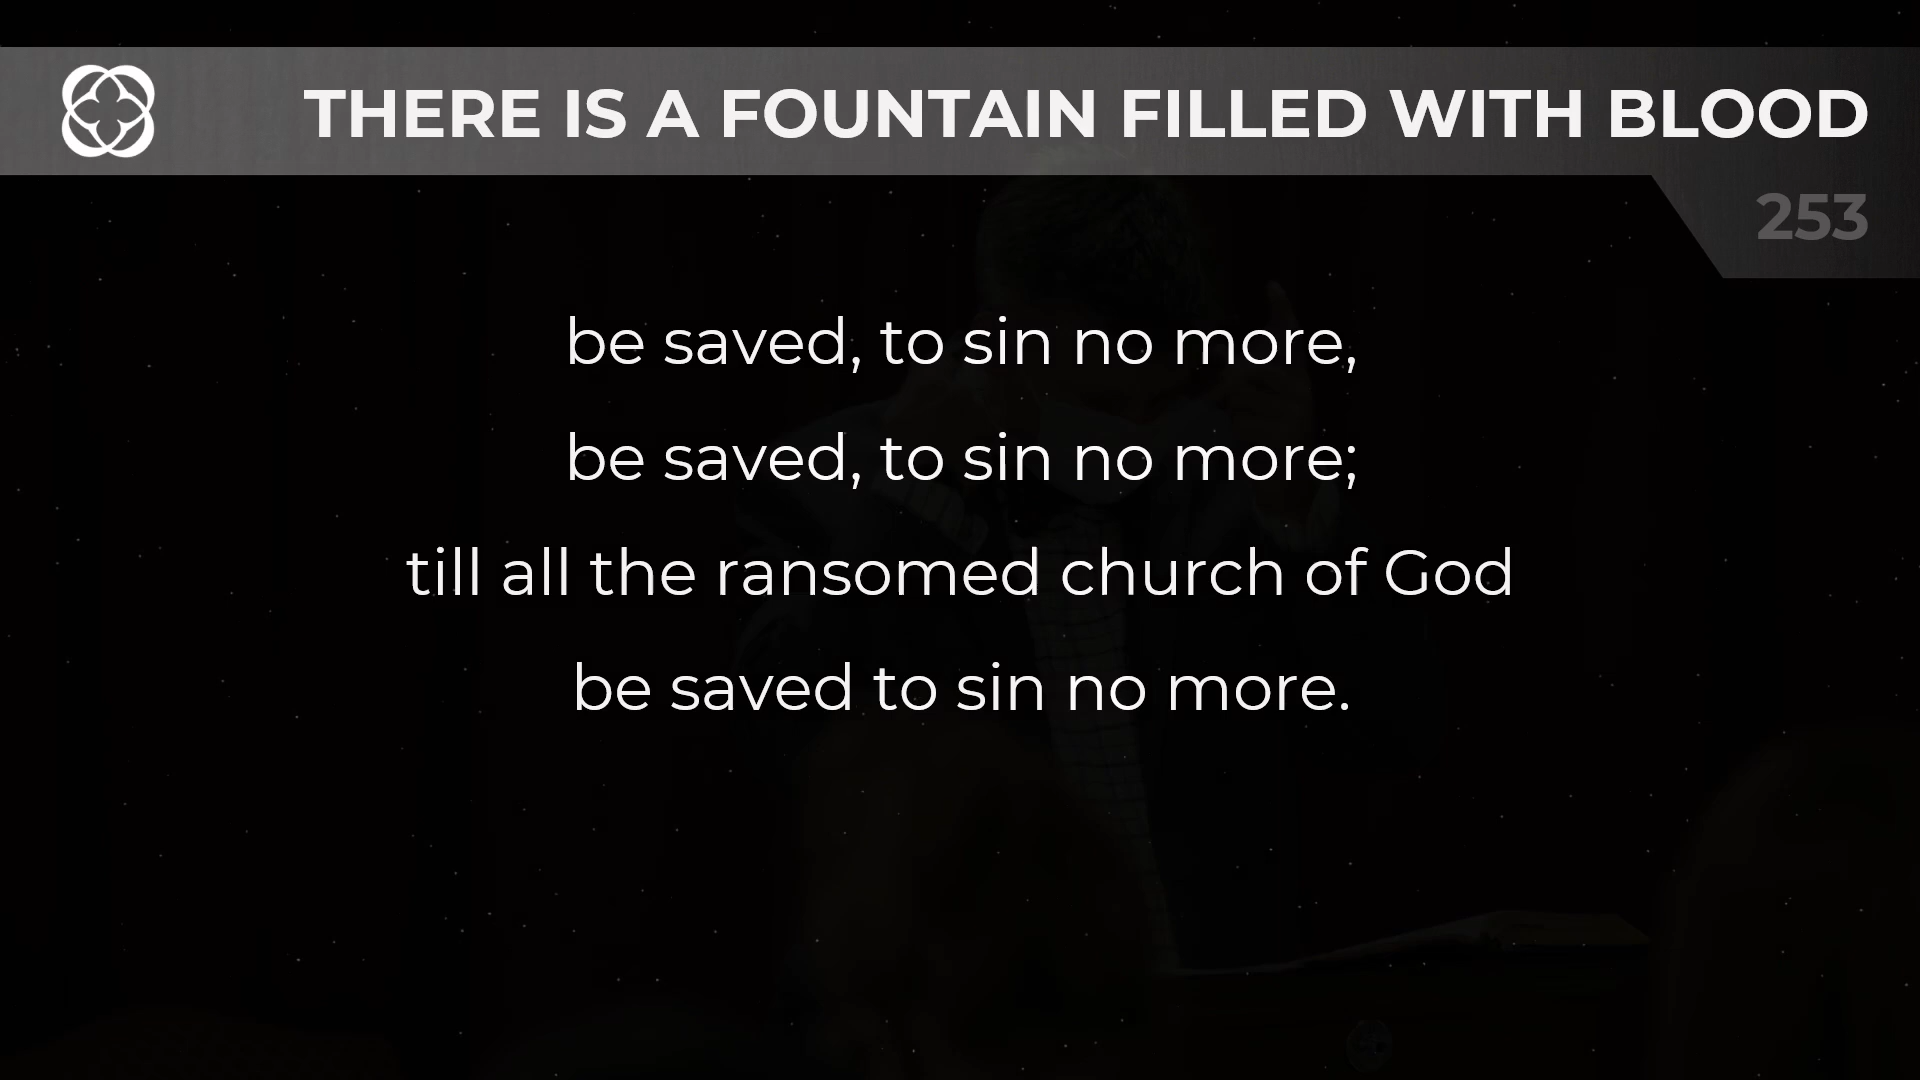 THERE IS A FOUNTAIN FILLED WITH BLOOD
253
be saved, to sin no more,
be saved, to sin no more;
till all the ransomed church of God
be saved to sin no more.